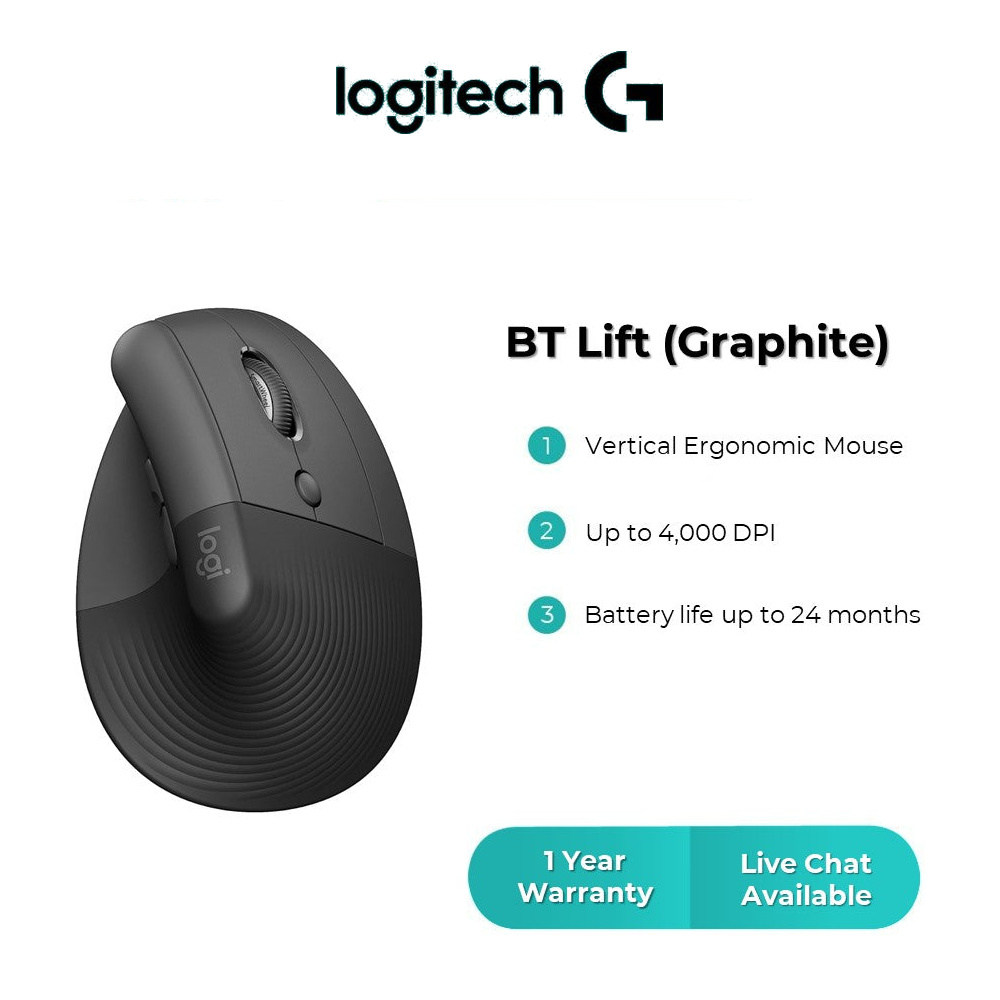 logitech G
BT Lift (Graphite)
1 Vertical Ergonomic Mouse
2 Up to 4,000 DPI
3 Battery life up to 24 months
logi
1 Year
Warranty
Live Chat
Available